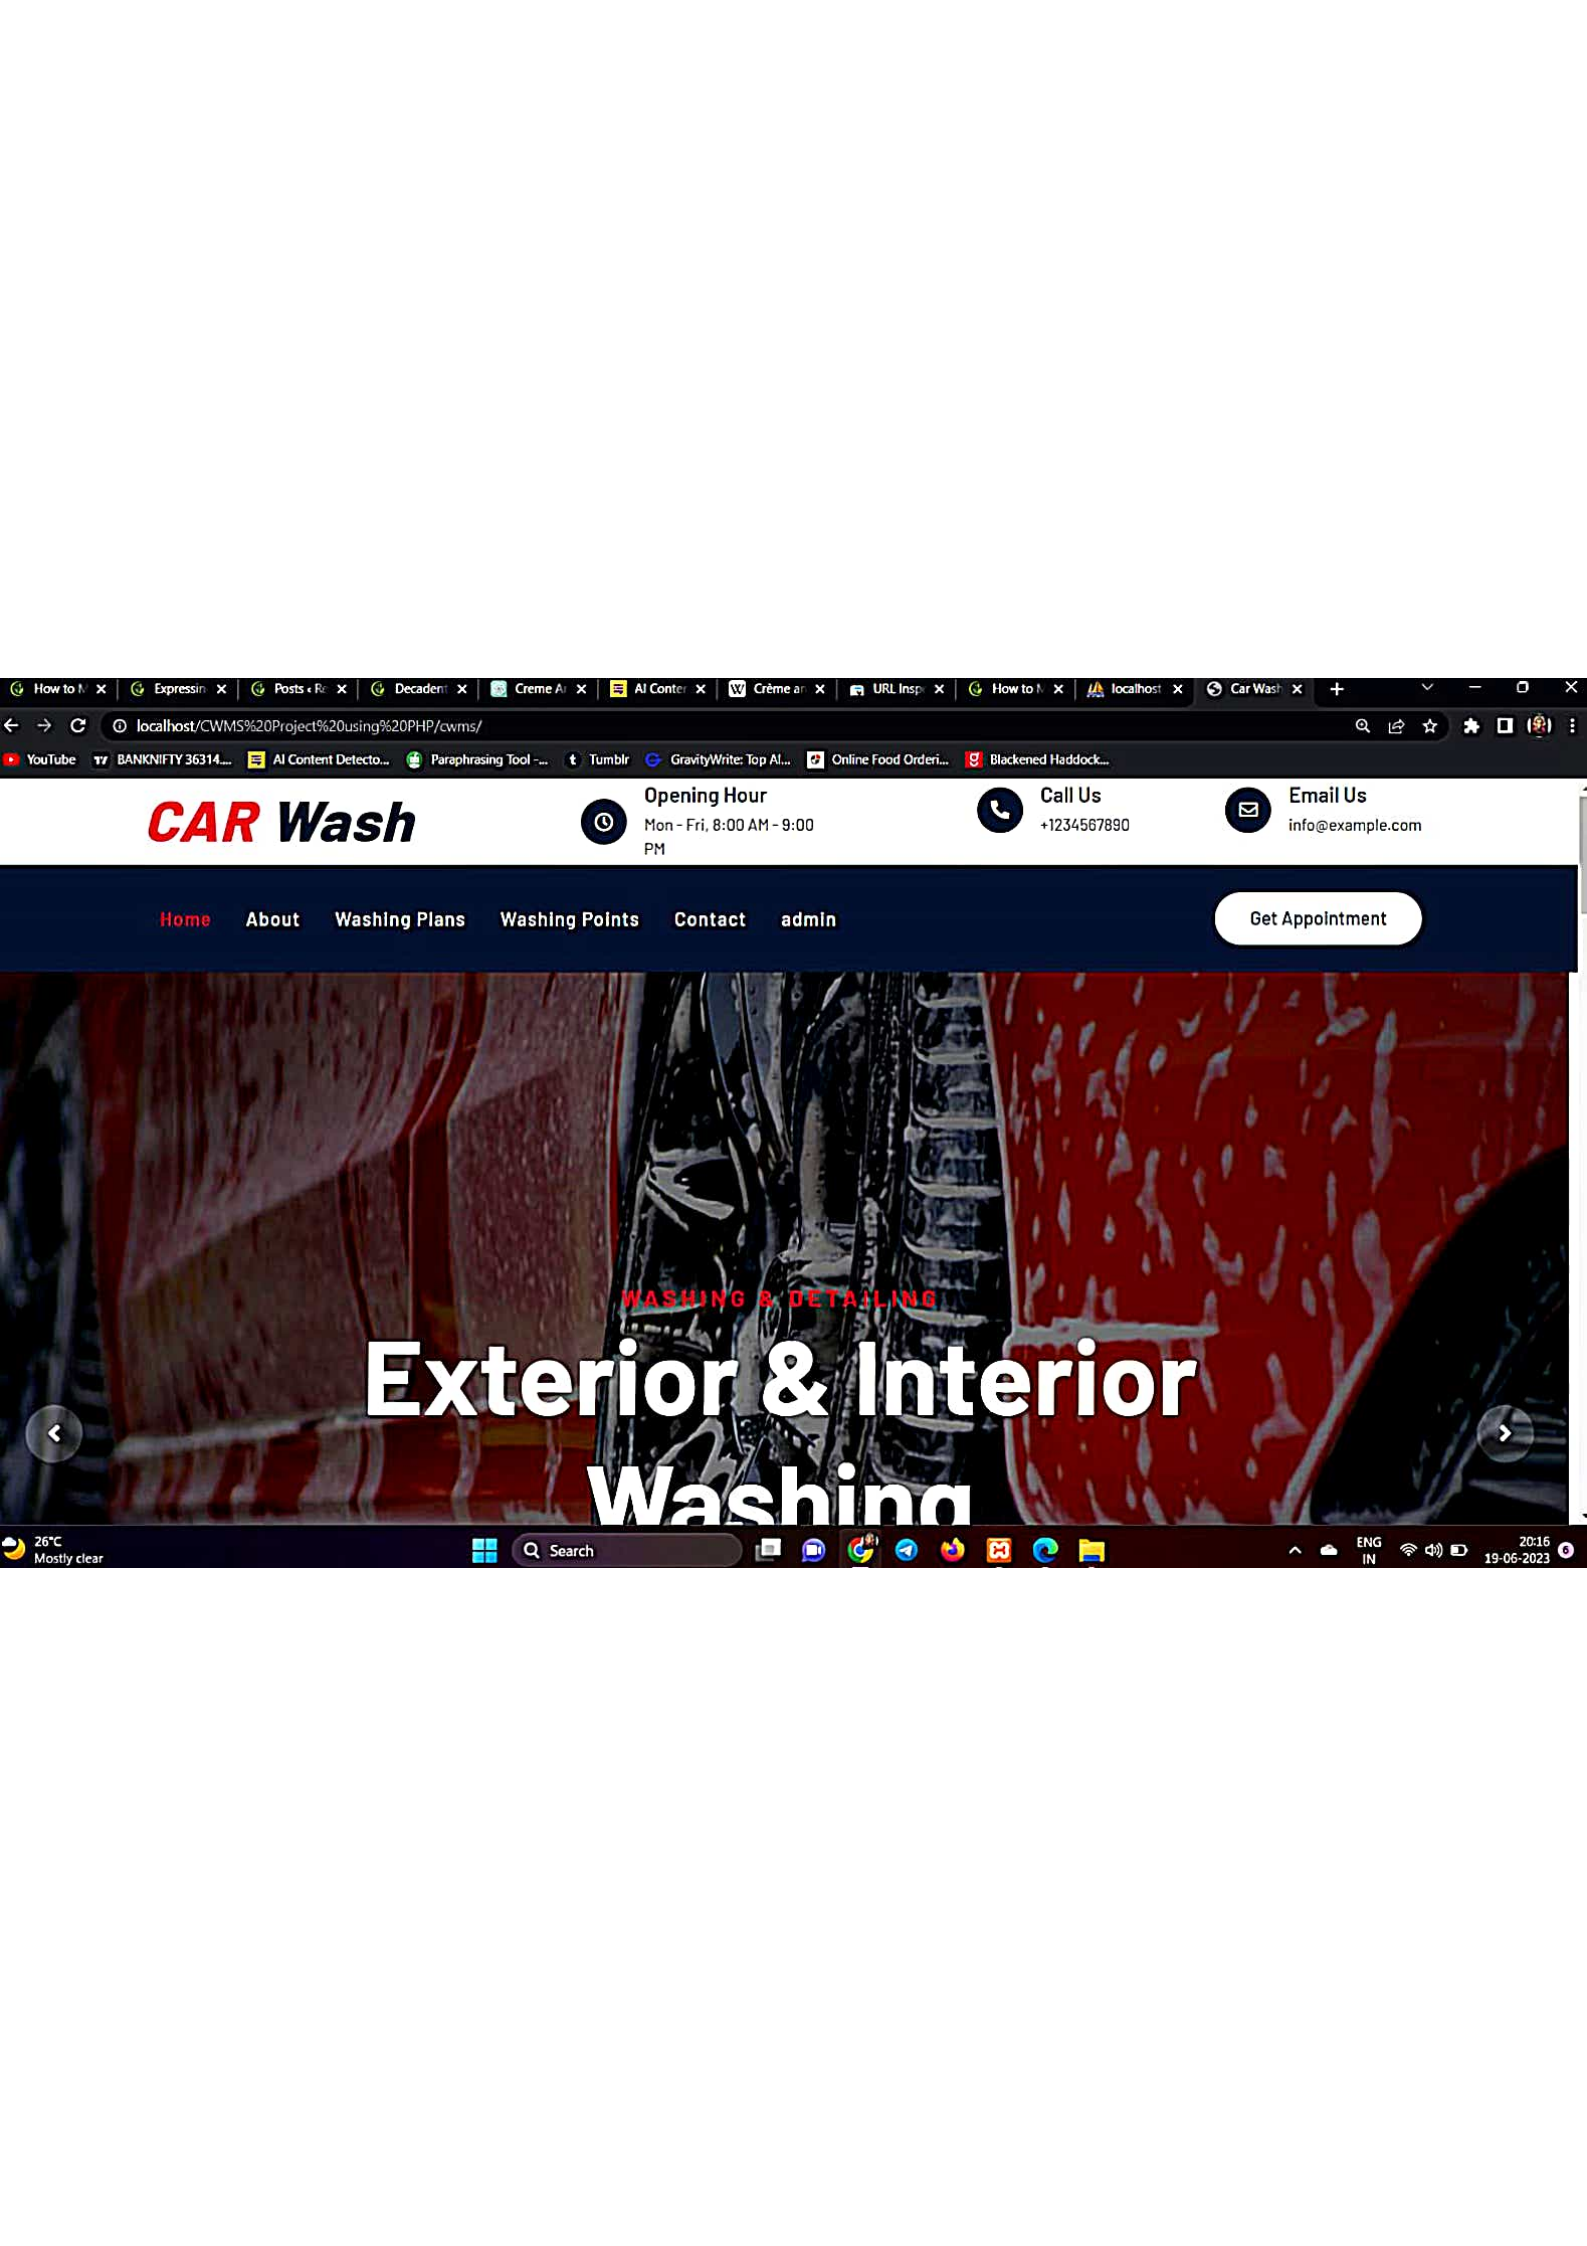 How to M Expressin Posts ‹ Re Decadent Creme A AI Conter Crème an URL Insp How to M localhost Car Wash
localhost/CWMS%20Project%20using%20PHP/cwms/
YouTube BANKNIFTY 36314.... AI Content Detecto... Paraphrasing Tool -... Tumblr GravityWrite: Top AI... Online Food Orderi... Blackened Haddock...
CAR Wash
Opening Hour
Mon - Fri, 8:00 AM - 9:00
PM
Call Us
+1234567890
Email Us
info@example.com
Home About Washing Plans Washing Points Contact admin Get Appointment
WASHING & DETAILING
Exterior & Interior
Washing
26°C
Mostly clear
Search
ENG
IN
20:16
19-06-2023
6